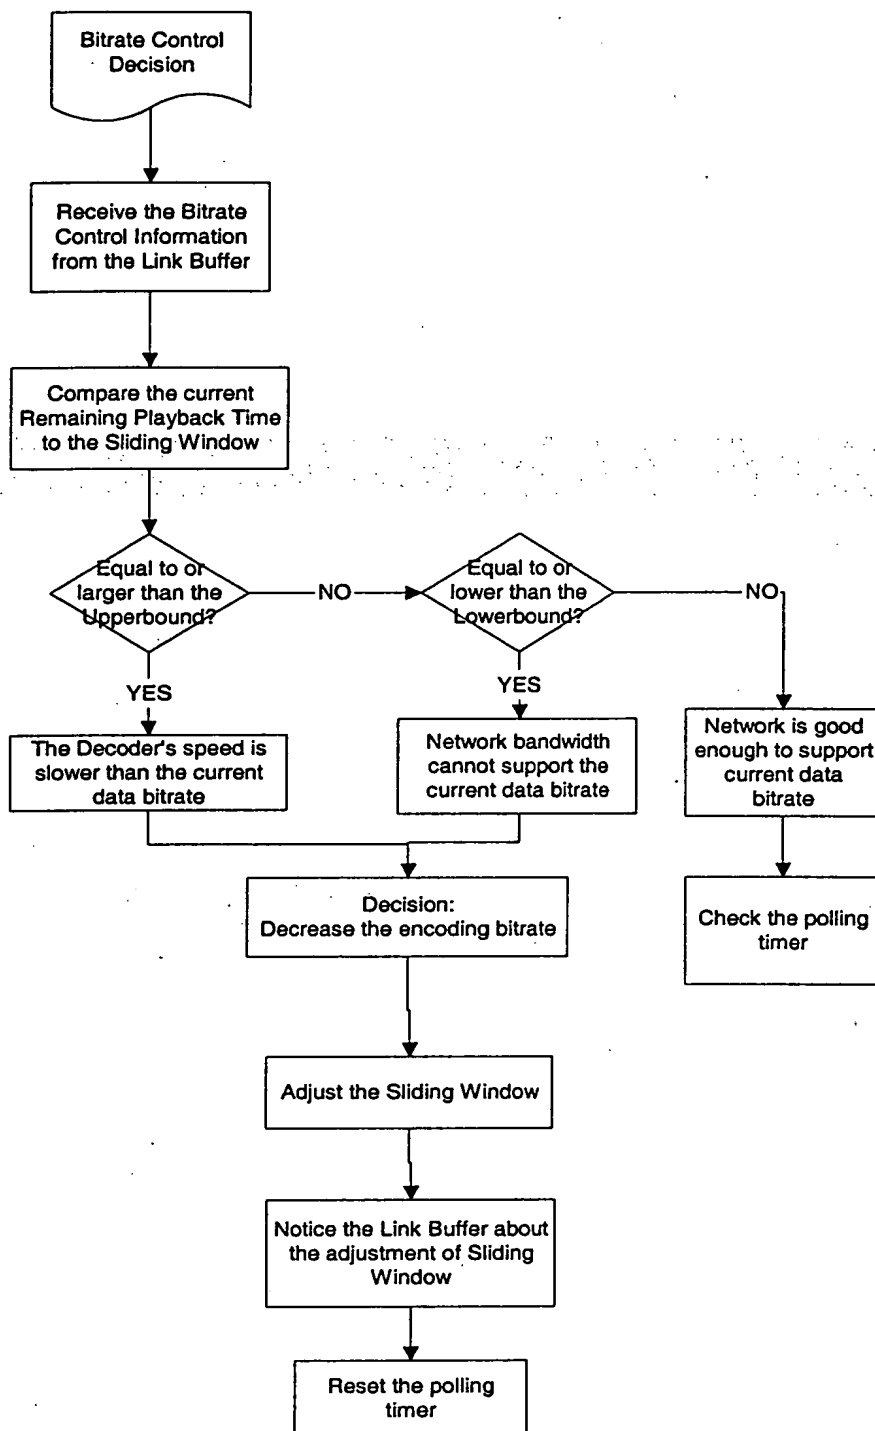 Bitrate Control
Decision
Receive the Bitrate
Control Information
from the Link Buffer
Compare the current
Remaining Playback Time
to the Sliding Window
Equal to or
larger than the
Upperbound?
NO
Equal to or
lower than the
Lowerbound?
NO
YES
YES
The Decoder's speed is
slower than the current
data bitrate
Network bandwidth
cannot support the
current data bitrate
Network is good
enough to support
current data
bitrate
Decision:
Decrease the encoding bitrate
Check the polling
timer
Adjust the Sliding Window
Notice the Link Buffer about
the adjustment of Sliding
Window
Reset the polling
timer